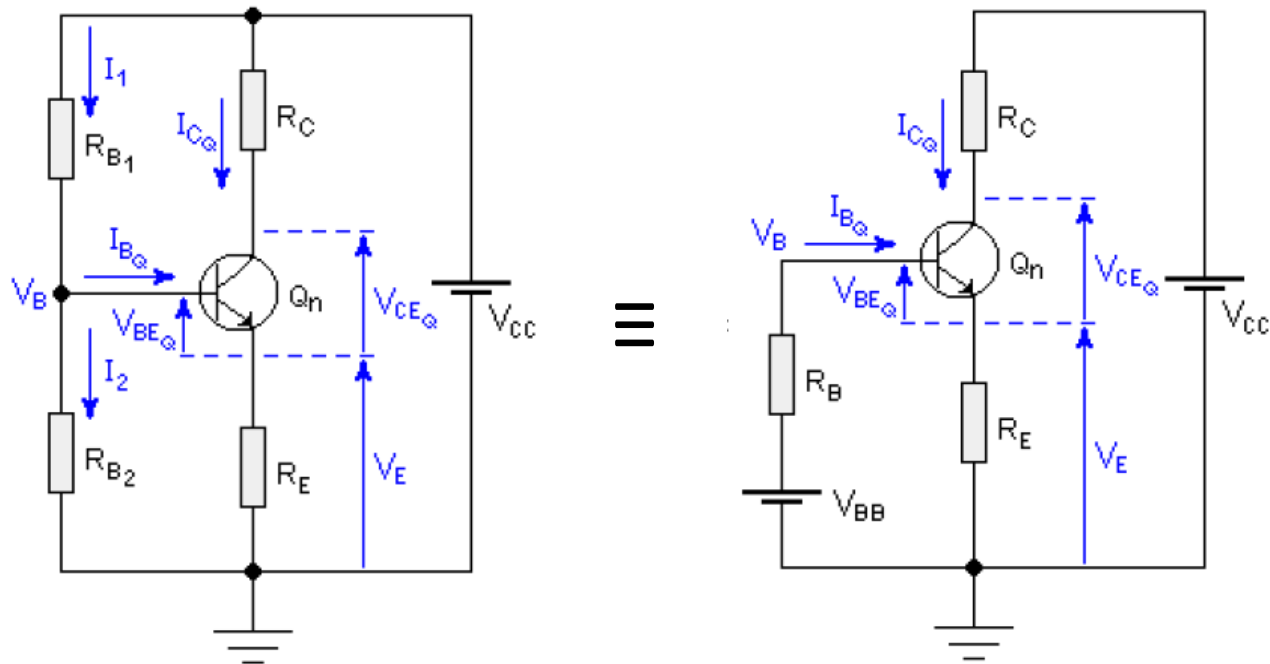 I1
RB1
ICQ
RC
IBQ
VB
Qn
VBEQ
VCEQ
VCC
I2
RB2
RE
VE
≡
RC
ICQ
IBQ
VB
Qn
VBEQ
VCEQ
VCC
RB
RE
VE
VBB